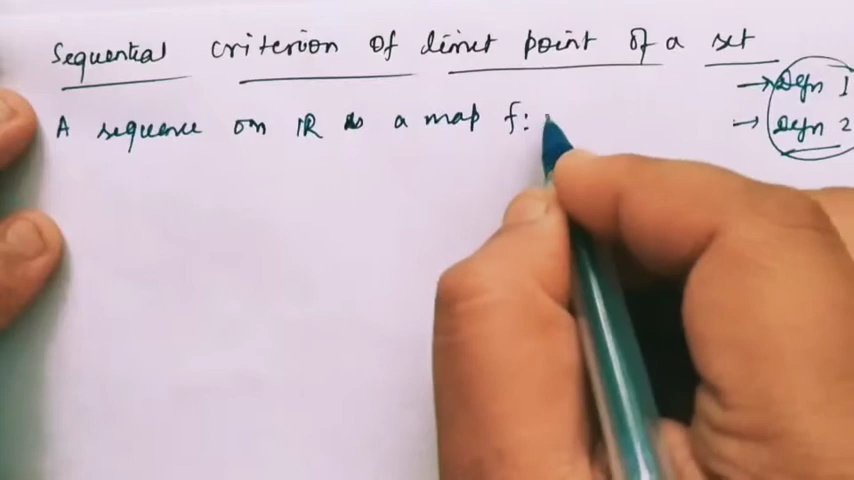 Sequential criterion of limit point of a set
→ Defn 1
→ Defn 2
A sequence on ℝ is a map f: